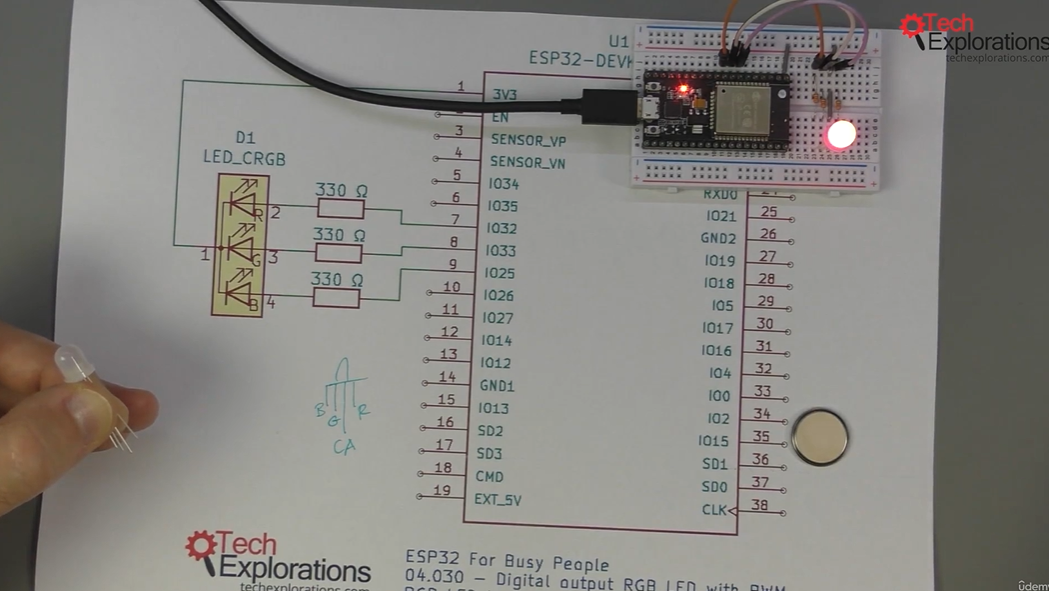 Tech
Explorations
techexplorations.com
U1
ESP32-DEVK
D1
LED_CRGB
R
G
B
1
2
3
4
330 Ω
330 Ω
330 Ω
1 3V3
EN
3 SENSOR_VP
4 SENSOR_VN
5 IO34
6 IO35
7 IO32
8 IO33
9 IO25
10 IO26
11 IO27
12 IO14
13 IO12
14 GND1
15 IO13
16 SD2
17 SD3
18 CMD
19 EXT_5V
RXD0
IO21 25
GND2 26
IO19 27
IO18 28
IO5 29
IO17 30
IO16 31
IO4 32
IO0 33
IO2 34
IO15 35
SD1 36
SD0 37
CLK 38
B G R
CA
Tech
Explorations
techexplorations.com
ESP32 For Busy People
04.030 – Digital output RGB LED with PWM
ûdemy